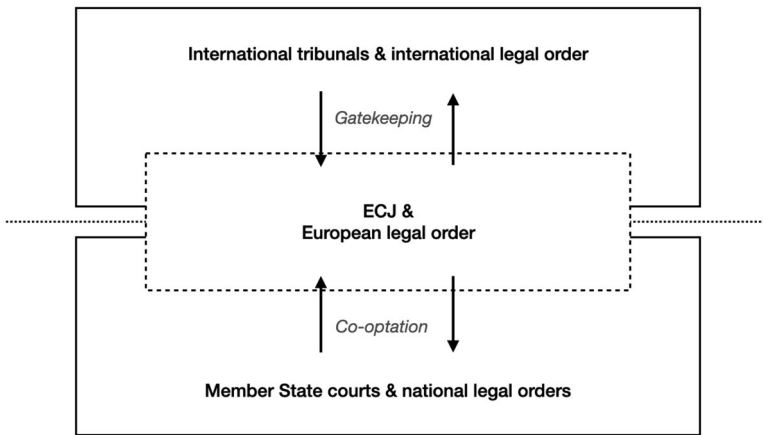 International tribunals & international legal order
Gatekeeping
ECJ &
European legal order
Co-optation
Member State courts & national legal orders